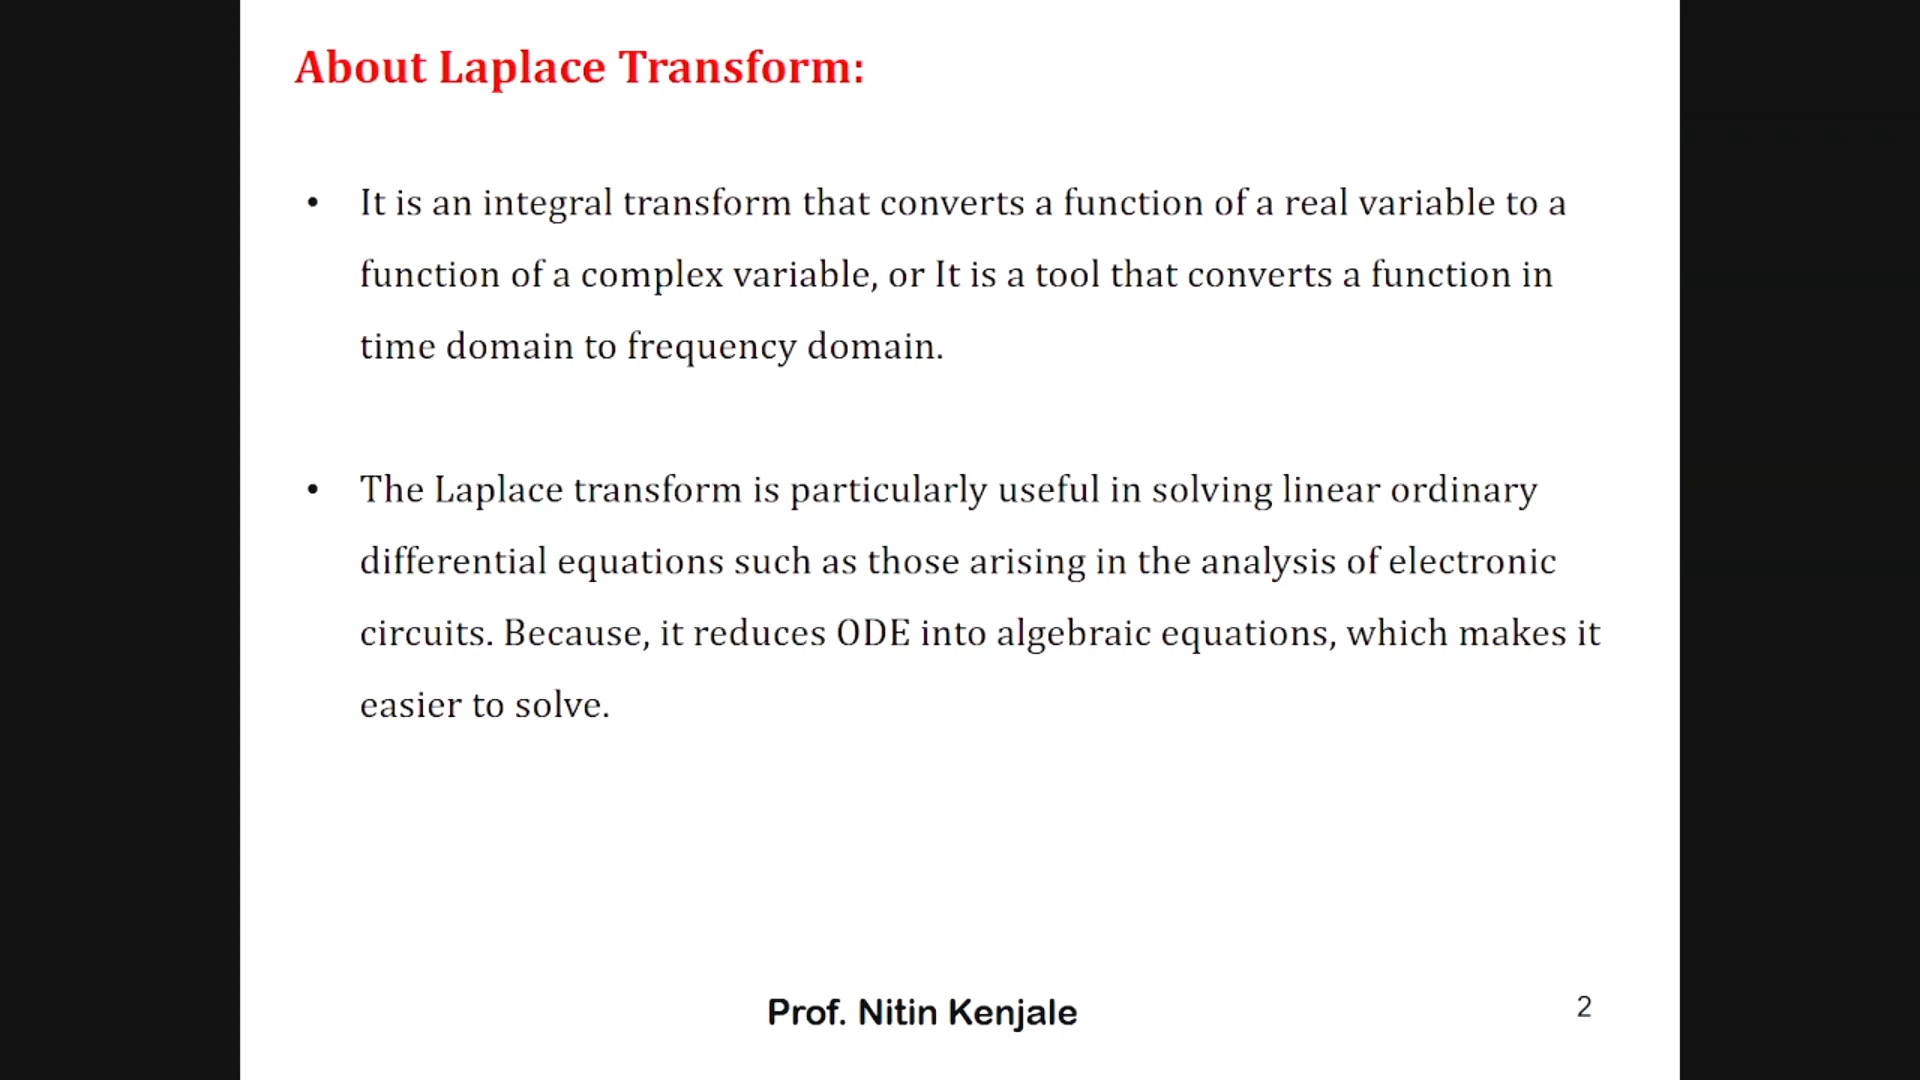 About Laplace Transform:
• It is an integral transform that converts a function of a real variable to a
function of a complex variable, or It is a tool that converts a function in
time domain to frequency domain.
• The Laplace transform is particularly useful in solving linear ordinary
differential equations such as those arising in the analysis of electronic
circuits. Because, it reduces ODE into algebraic equations, which makes it
easier to solve.
Prof. Nitin Kenjale
2